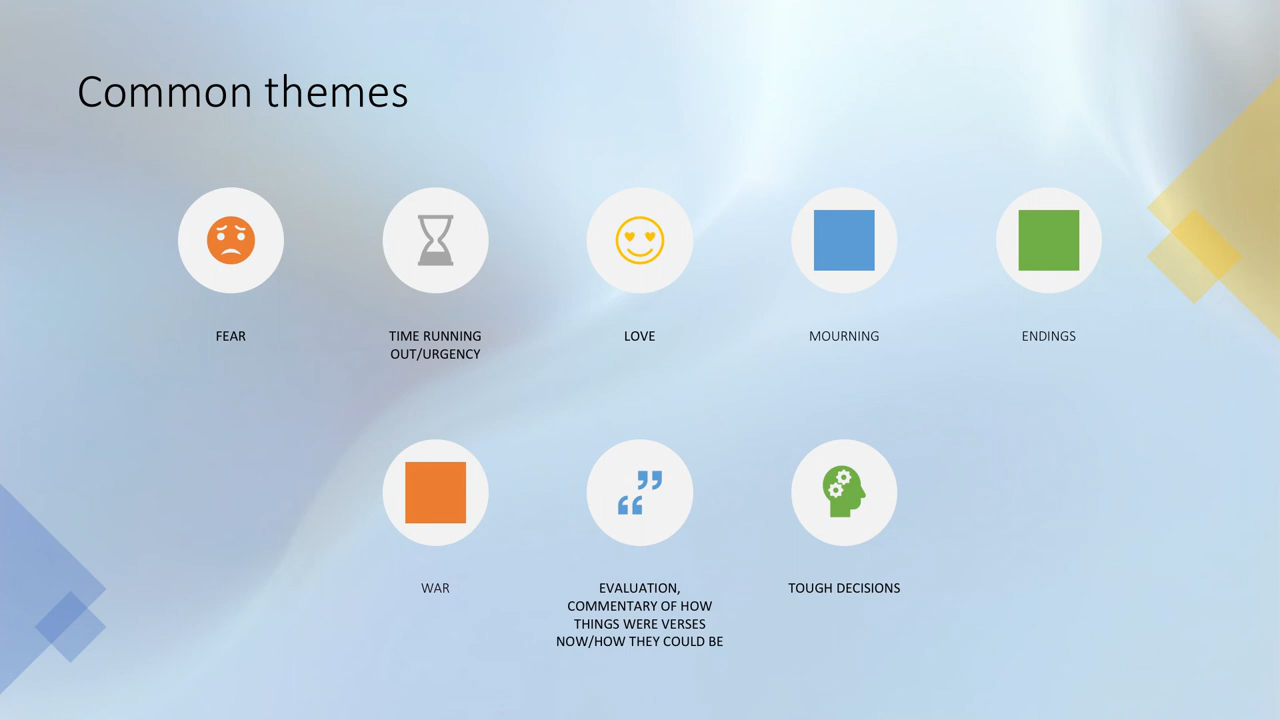 Common themes
FEAR
TIME RUNNING
OUT/URGENCY
LOVE
MOURNING
ENDINGS
WAR
EVALUATION,
COMMENTARY OF HOW
THINGS WERE VERSES
NOW/HOW THEY COULD BE
TOUGH DECISIONS